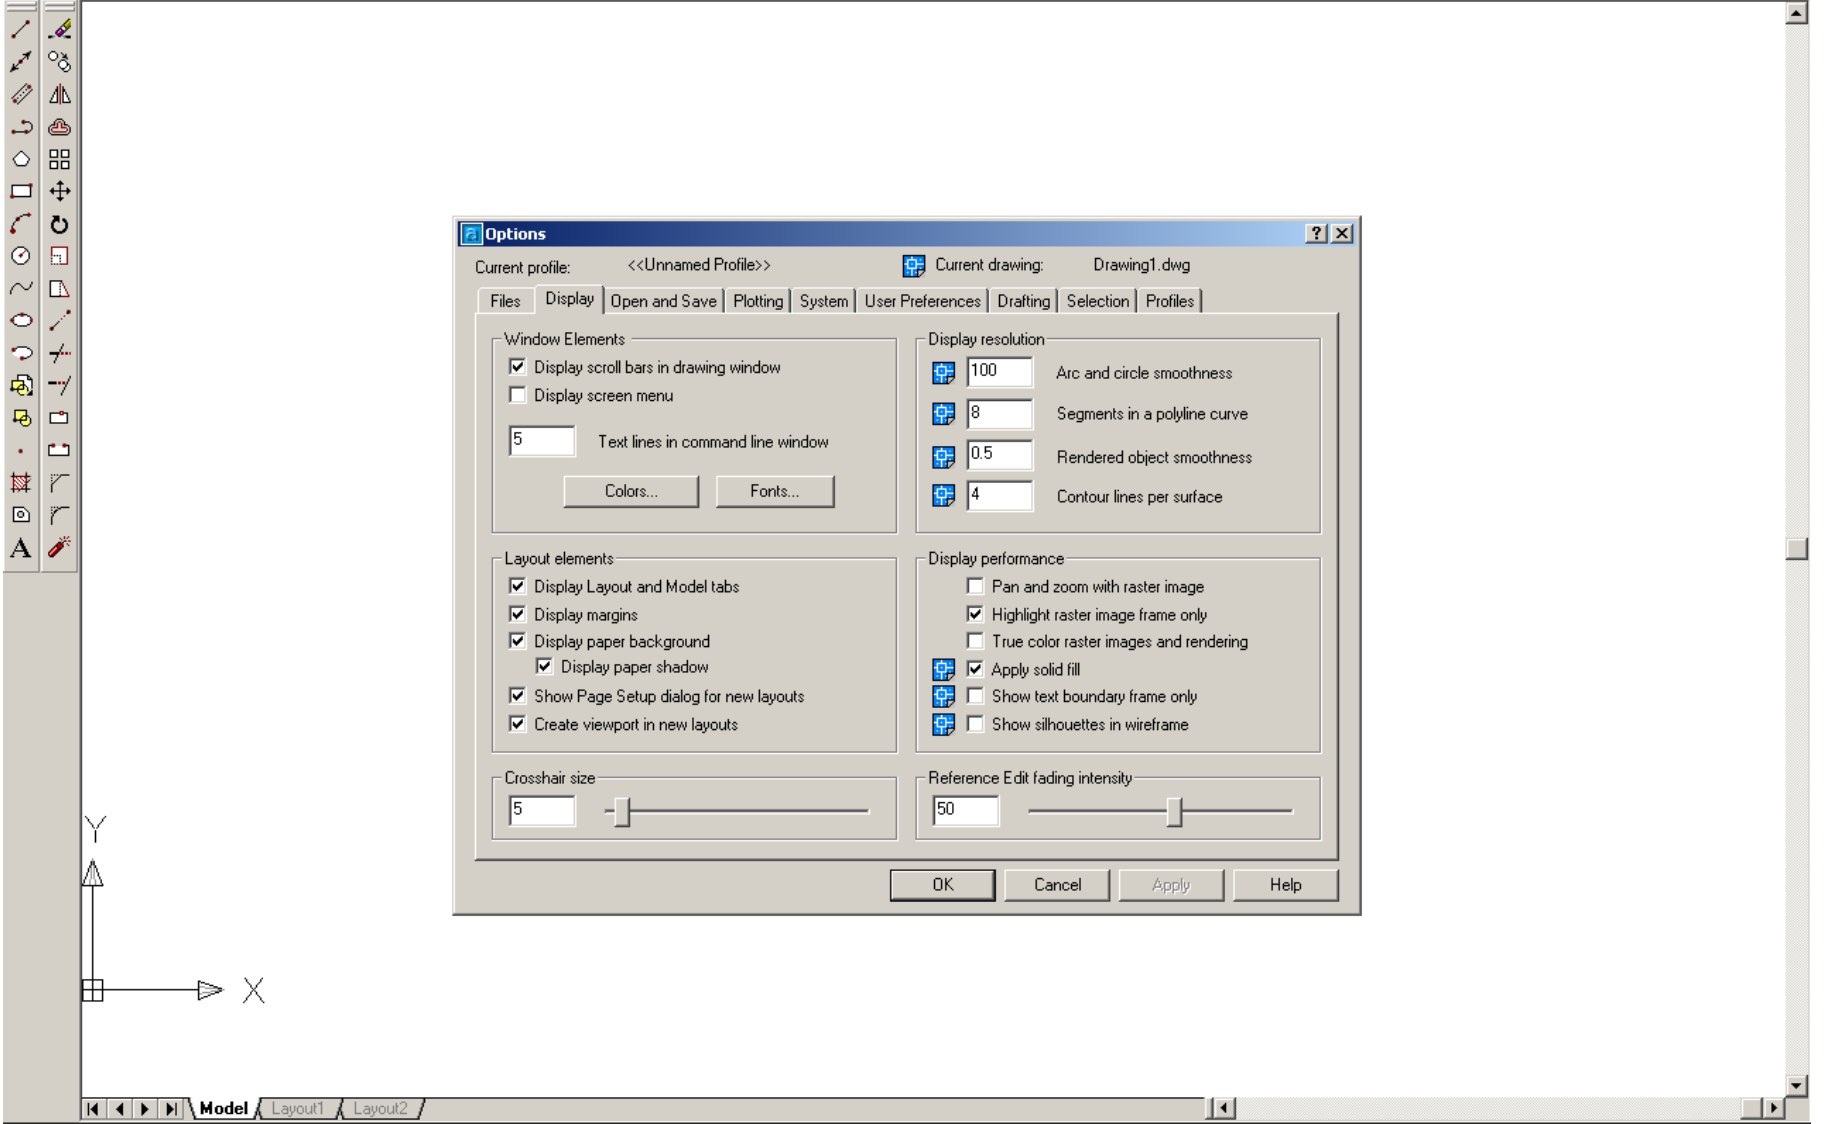 Options
Current profile: <<Unnamed Profile>> Current drawing: Drawing1.dwg
Files Display Open and Save Plotting System User Preferences Drafting Selection Profiles
Window Elements
Display scroll bars in drawing window
Display screen menu
5 Text lines in command line window
Colors... Fonts...
Display resolution
100 Arc and circle smoothness
8 Segments in a polyline curve
0.5 Rendered object smoothness
4 Contour lines per surface
Layout elements
Display Layout and Model tabs
Display margins
Display paper background
Display paper shadow
Show Page Setup dialog for new layouts
Create viewport in new layouts
Display performance
Pan and zoom with raster image
Highlight raster image frame only
True color raster images and rendering
Apply solid fill
Show text boundary frame only
Show silhouettes in wireframe
Crosshair size
5
Reference Edit fading intensity
50
OK Cancel Apply Help
A
Y
X
Model Layout1 Layout2